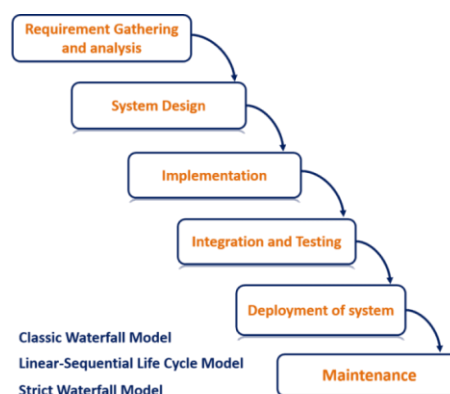 Requirement Gathering
and analysis
System Design
Implementation
Integration and Testing
Deployment of system
Maintenance
Classic Waterfall Model
Linear-Sequential Life Cycle Model
Strict Waterfall Model